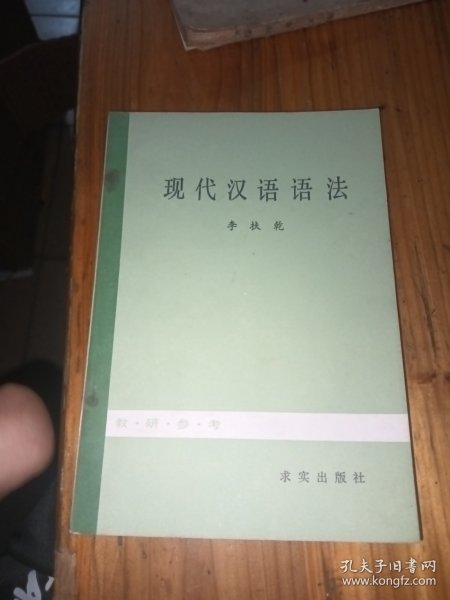 现代汉语语法
李扶乾
教·研·参·考
求实出版社
孔夫子旧书网
www.kongfz.com